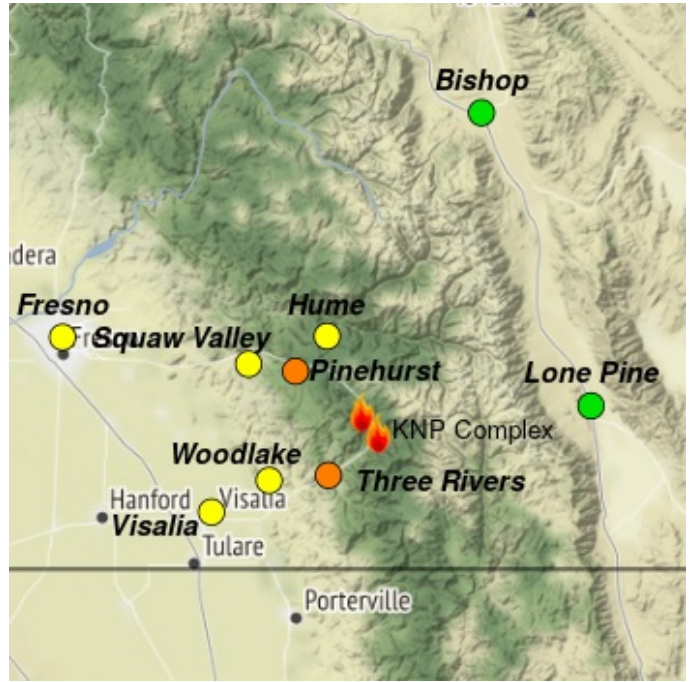 Bishop
dera
Fresno
Hume
Squaw Valley
Pinehurst
Lone Pine
KNP Complex
Woodlake
Three Rivers
Hanford
Visalia
Visalia
Tulare
Porterville